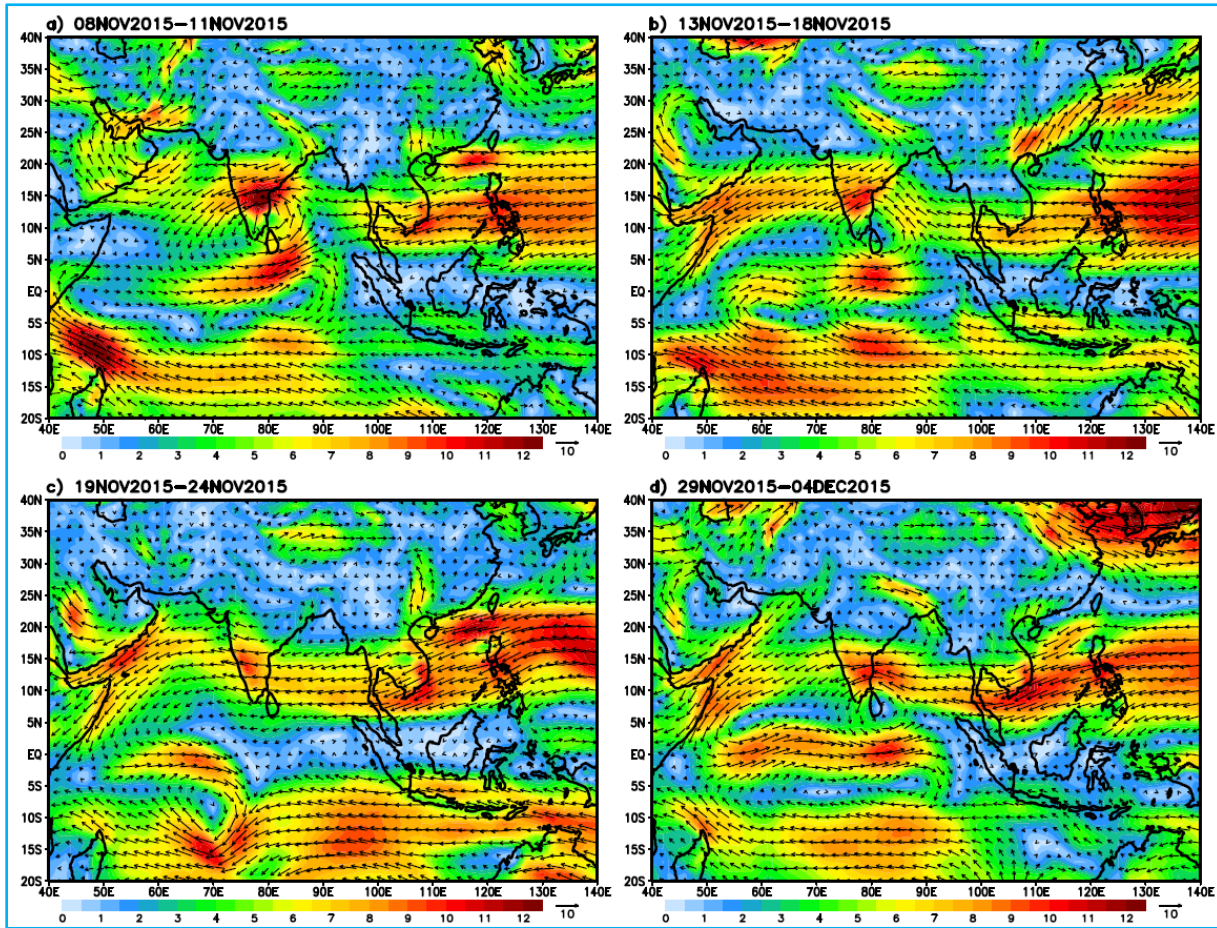 a) 08NOV2015-11NOV2015
40N
35N
30N
25N
20N
15N
10N
5N
EQ
5S
10S
15S
20S
40E 50E 60E 70E 80E 90E 100E 110E 120E 130E 140E
0 1 2 3 4 5 6 7 8 9 10 11 12 10
b) 13NOV2015-18NOV2015
40N
35N
30N
25N
20N
15N
10N
5N
EQ
5S
10S
15S
20S
40E 50E 60E 70E 80E 90E 100E 110E 120E 130E 140E
0 1 2 3 4 5 6 7 8 9 10 11 12 10
c) 19NOV2015-24NOV2015
40N
35N
30N
25N
20N
15N
10N
5N
EQ
5S
10S
15S
20S
40E 50E 60E 70E 80E 90E 100E 110E 120E 130E 140E
0 1 2 3 4 5 6 7 8 9 10 11 12 10
d) 29NOV2015-04DEC2015
40N
35N
30N
25N
20N
15N
10N
5N
EQ
5S
10S
15S
20S
40E 50E 60E 70E 80E 90E 100E 110E 120E 130E 140E
0 1 2 3 4 5 6 7 8 9 10 11 12 10